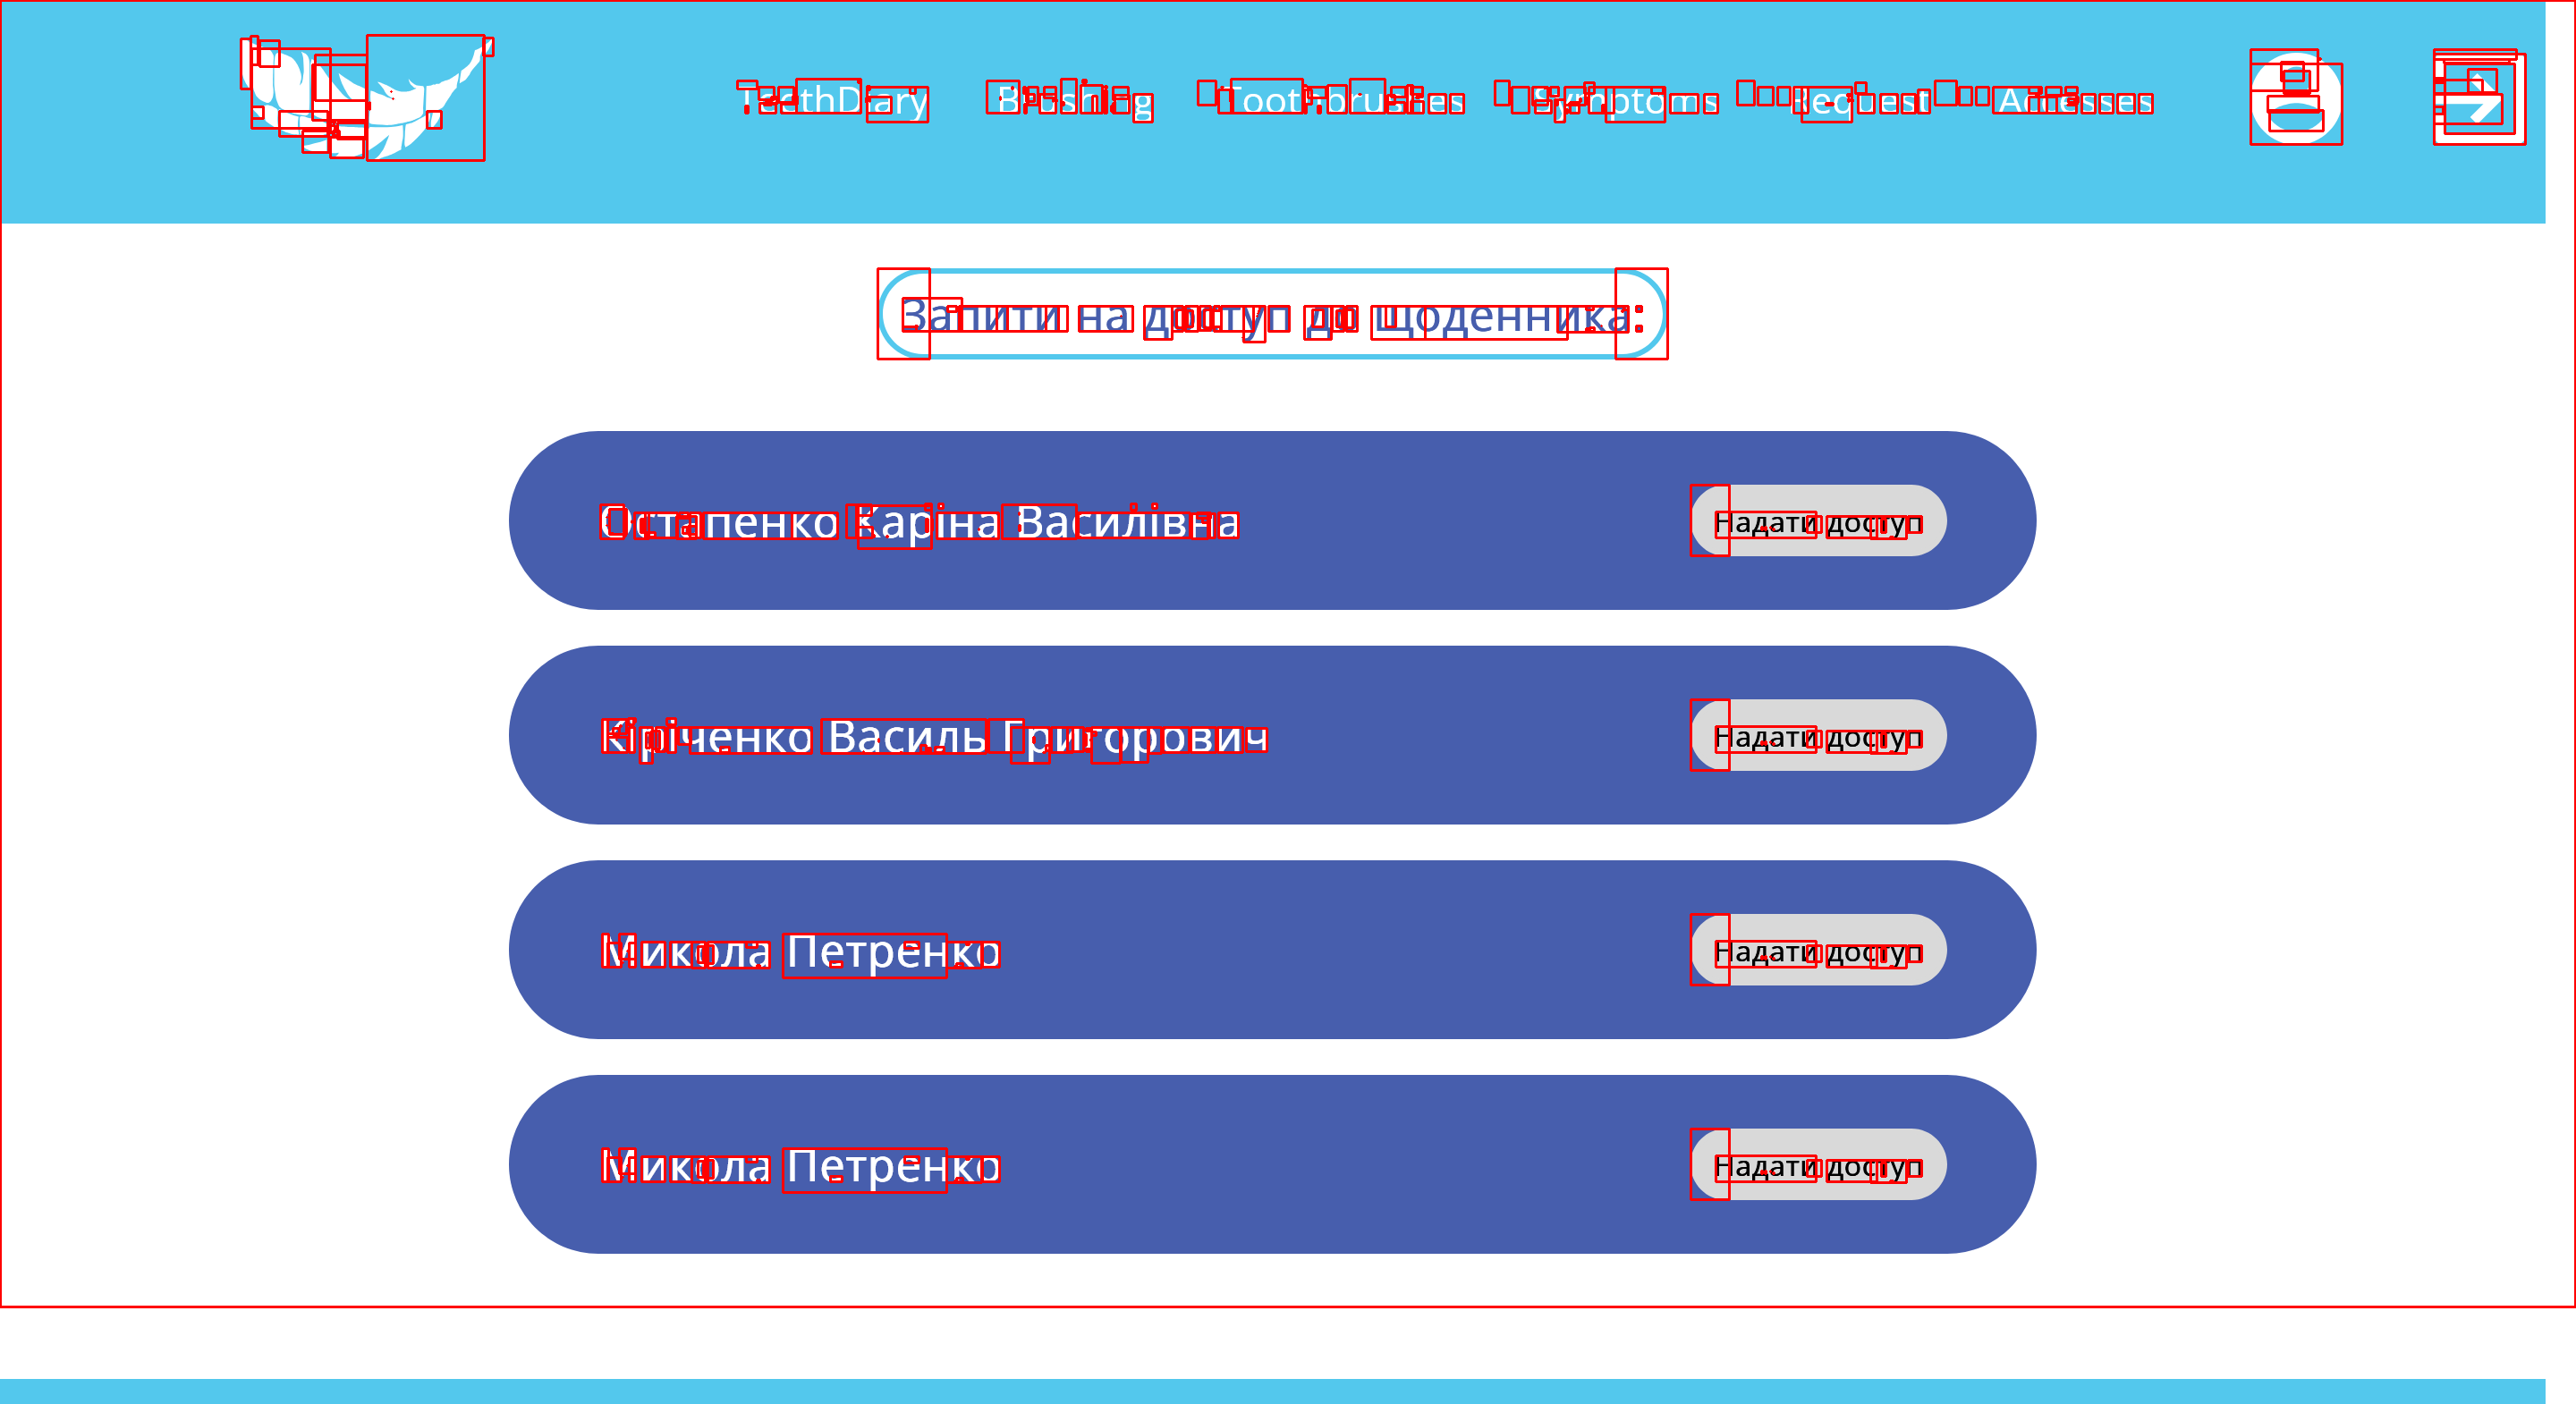 TeethDiary Brushing Toothbrushes Symptoms Request Accesses
Запити на доступ до щоденника:
Остапенко Каріна Василівна Надати доступ
Кіріченко Василь Григорович Надати доступ
Микола Петренко Надати доступ
Микола Петренко Надати доступ